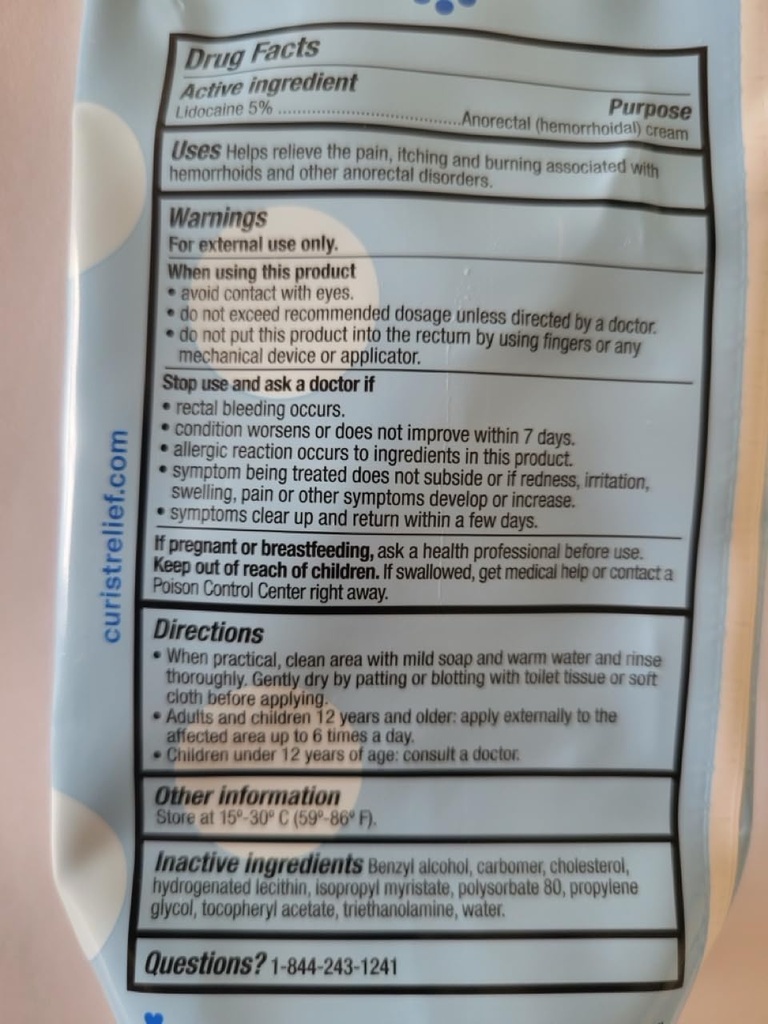 Drug Facts
Active ingredient
Purpose
Lidocaine 5% ............................................Anorectal (hemorrhoidal) cream
Uses Helps relieve the pain, itching and burning associated with
hemorrhoids and other anorectal disorders.
Warnings
For external use only.
When using this product
• avoid contact with eyes.
• do not exceed recommended dosage unless directed by a doctor.
• do not put this product into the rectum by using fingers or any
mechanical device or applicator.
Stop use and ask a doctor if
• rectal bleeding occurs.
• condition worsens or does not improve within 7 days.
• allergic reaction occurs to ingredients in this product.
• symptom being treated does not subside or if redness, irritation,
swelling, pain or other symptoms develop or increase.
• symptoms clear up and return within a few days.
If pregnant or breastfeeding, ask a health professional before use.
Keep out of reach of children. If swallowed, get medical help or contact a
Poison Control Center right away.
Directions
• When practical, clean area with mild soap and warm water and rinse
thoroughly. Gently dry by patting or blotting with toilet tissue or soft
cloth before applying.
• Adults and children 12 years and older: apply externally to the
affected area up to 6 times a day.
• Children under 12 years of age: consult a doctor.
Other information
Store at 15º-30º C (59º-86º F).
Inactive ingredients Benzyl alcohol, carbomer, cholesterol,
hydrogenated lecithin, isopropyl myristate, polysorbate 80, propylene
glycol, tocopheryl acetate, triethanolamine, water.
Questions? 1-844-243-1241
curistrelief.com